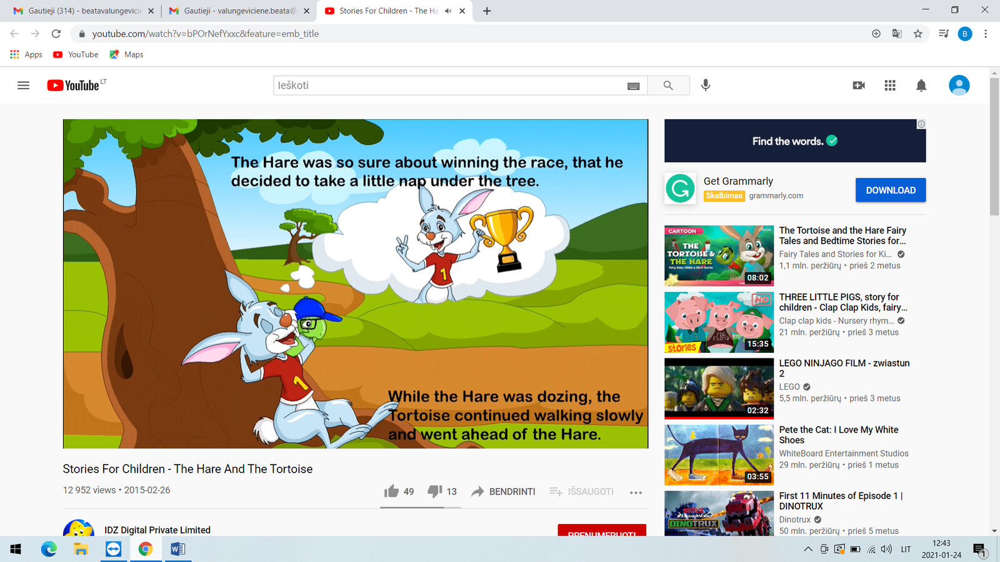 Gautieji (314) - beatavalungevicie
Gautieji - valungeviciene.beata@
Stories For Children - The Ha
youtube.com/watch?v=bPOrNefYxxc&feature=emb_title
B
Apps
YouTube
Maps
YouTube LT
Ieškoti
The Hare was so sure about winning the race, that he
decided to take a little nap under the tree.
1
1
While the Hare was dozing, the
Tortoise continued walking slowly
and went ahead of the Hare.
Stories For Children - The Hare And The Tortoise
12 952 views • 2015-02-26
49
13
BENDRINTI
IŠSAUGOTI
IDZ Digital Private Limited
PRENUMERUOTI
Find the words.
G
Get Grammarly
Skelbimas grammarly.com
DOWNLOAD
CARTOON
THE
TORTOISE &
THE HARE
Fairy Tales, Fables & Short Stories
08:02
The Tortoise and the Hare Fairy
Tales and Bedtime Stories for...
Fairy Tales and Stories for Ki...
1,1 mln. peržiūrų • prieš 2 metus
HD
PIG
FLOYD
stories
15:35
THREE LITTLE PIGS, story for
children - Clap Clap Kids, fairy...
Clap clap kids - Nursery rhym...
21 mln. peržiūrų • prieš 3 metus
02:32
LEGO NINJAGO FILM - zwiastun
2
LEGO
5,5 mln. peržiūrų • prieš 3 metus
03:55
Pete the Cat: I Love My White
Shoes
WhiteBoard Entertainment Studios
29 mln. peržiūrų • prieš 1 metus
NETFLIX
DREAMWORKS
DINOTRUX
First 11 Minutes of Episode 1 |
DINOTRUX
Dinotrux
50 mln. peržiūrų • prieš 5 metus
LIT
12:43
2021-01-24
1